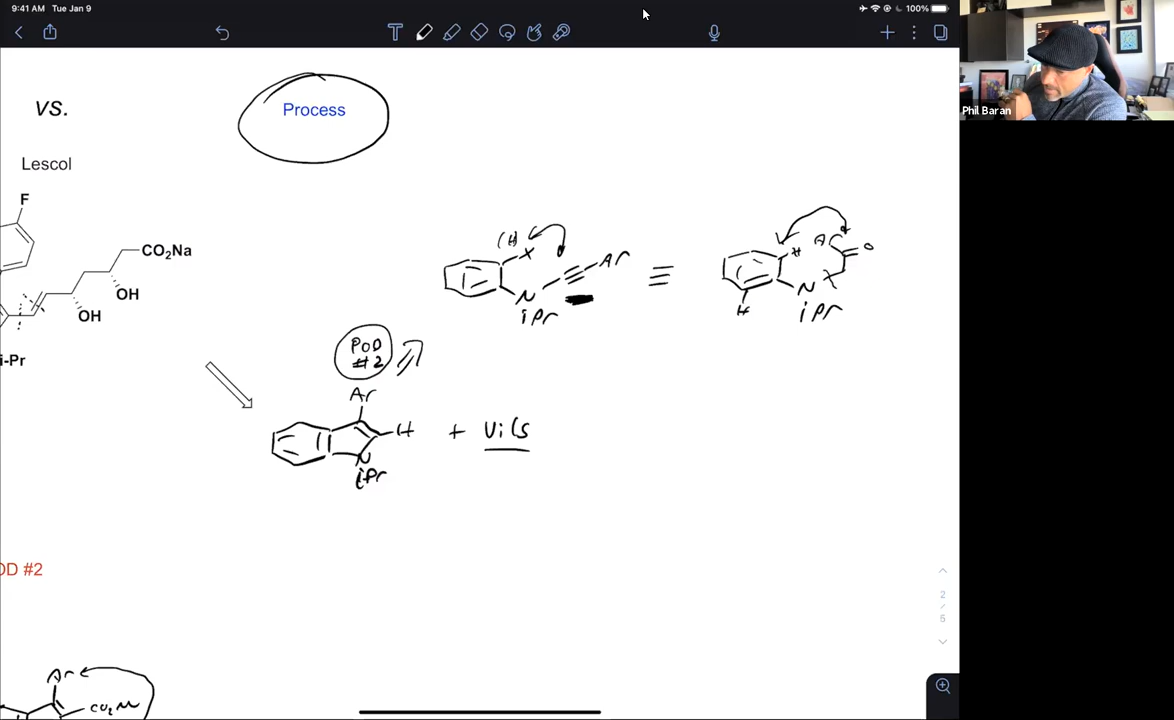 9:41 AM Tue Jan 9
100%
T
Phil Baran
vs.
Process
Lescol
F
CO₂Na
OH
OH
i-Pr
(H)
X
Ar
N
iPr
≡
H
Ar
O
N
H
iPr
POD
#2
Ar
H
N
iPr
+
OD #2
2
/
5
Ar
CO₂M